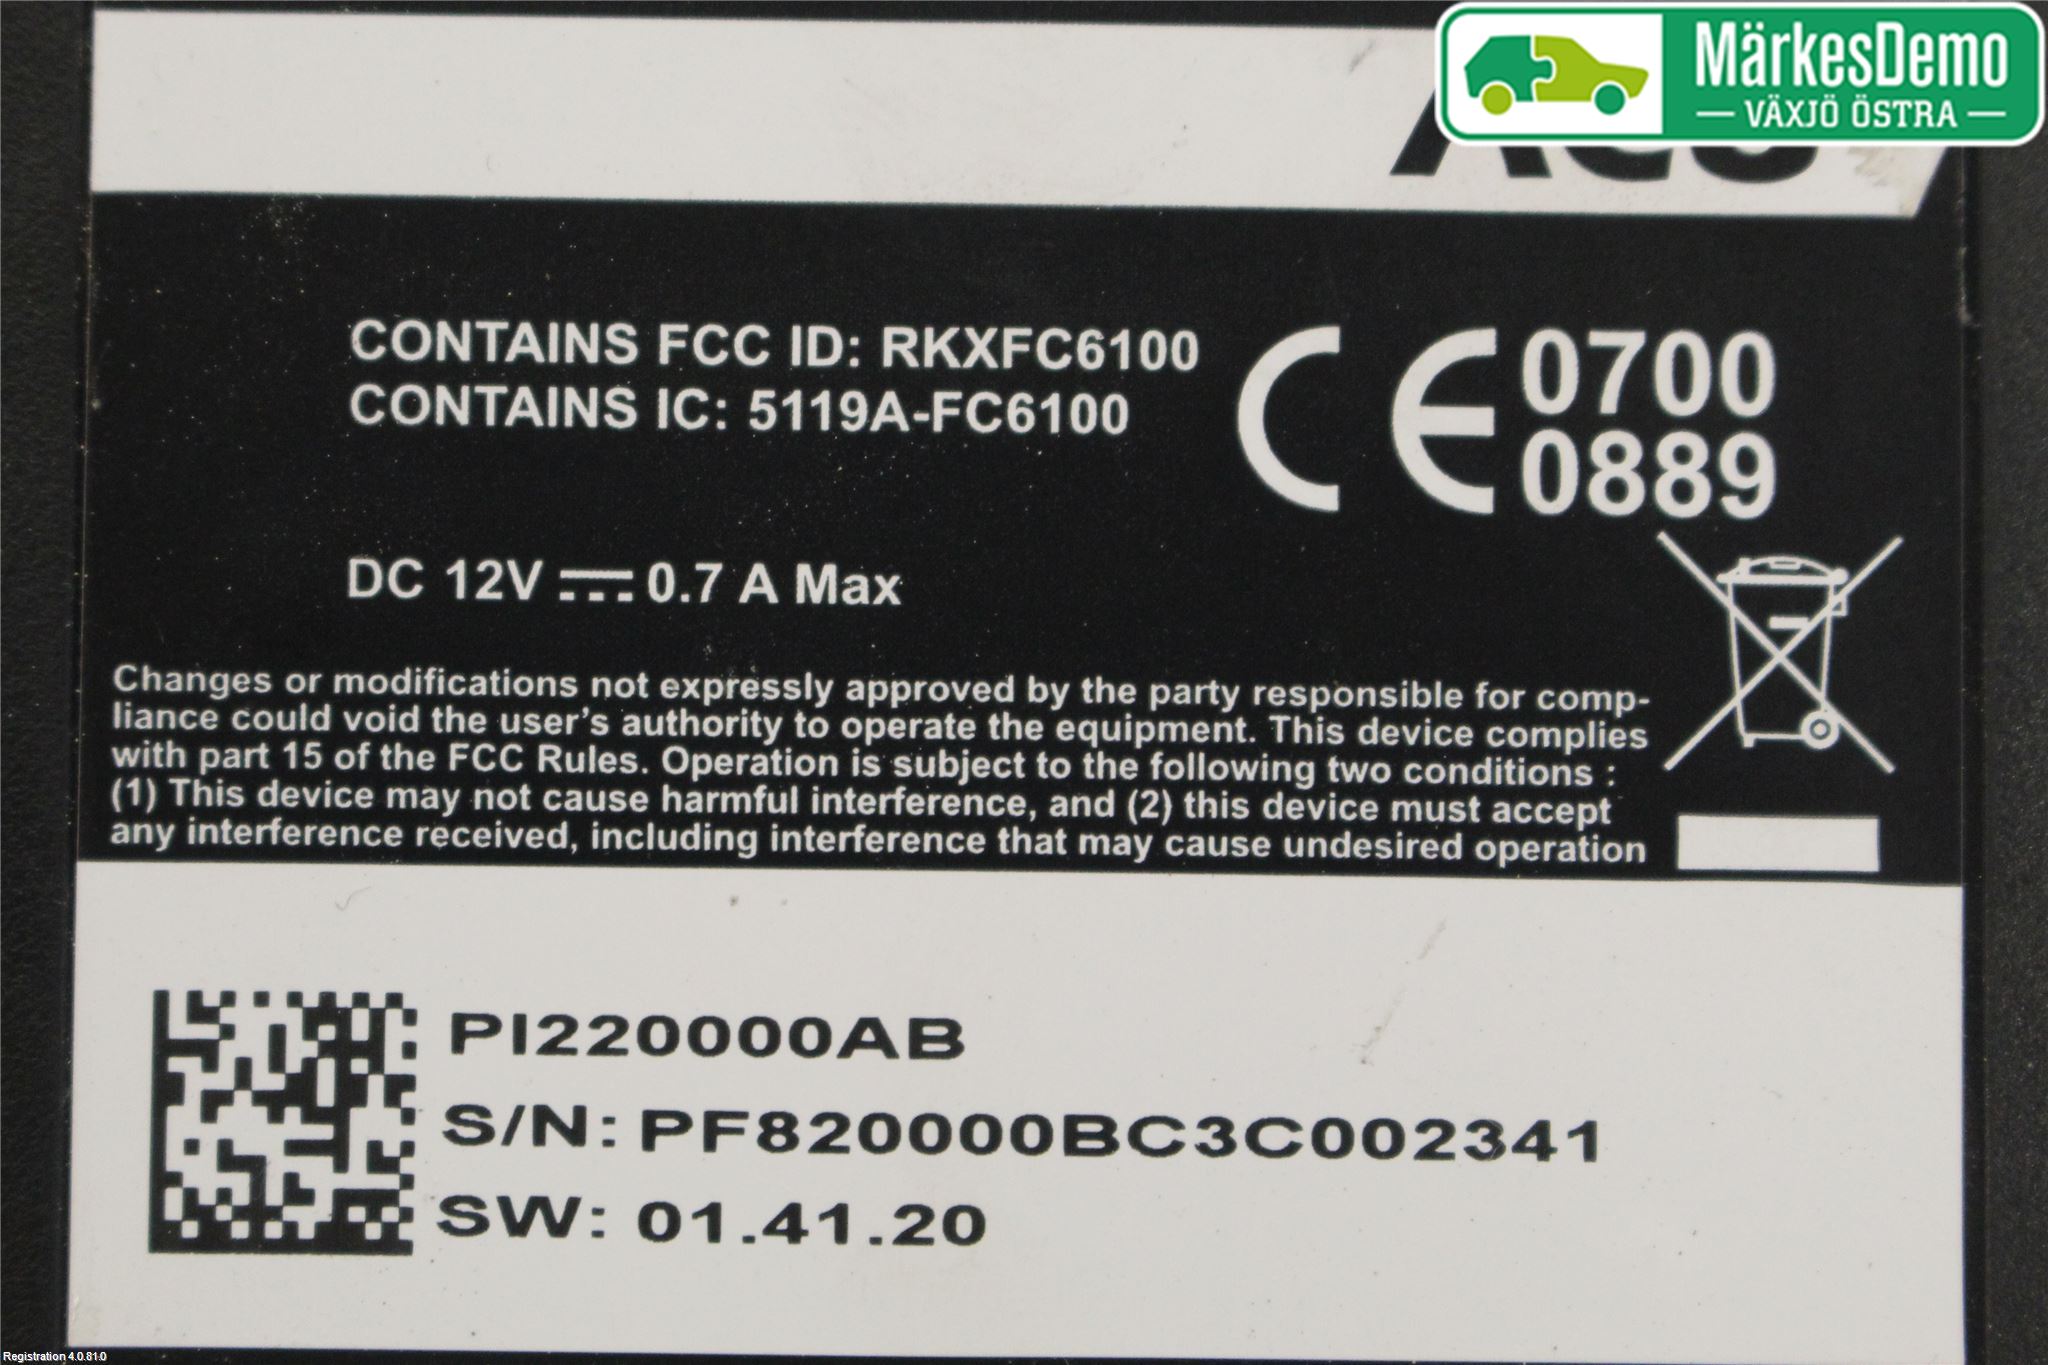 MärkesDemo
VÄXJÖ ÖSTRA
CONTAINS FCC ID: RKXFC6100
CONTAINS IC: 5119A-FC6100
CE 0700
0889
DC 12V ⎓ 0.7 A Max
Changes or modifications not expressly approved by the party responsible for comp-
liance could void the user's authority to operate the equipment. This device complies
with part 15 of the FCC Rules. Operation is subject to the following two conditions :
(1) This device may not cause harmful interference, and (2) this device must accept
any interference received, including interference that may cause undesired operation
PI220000AB
S/N: PF820000BC3C002341
SW: 01.41.20
Registration 4.0.81.0